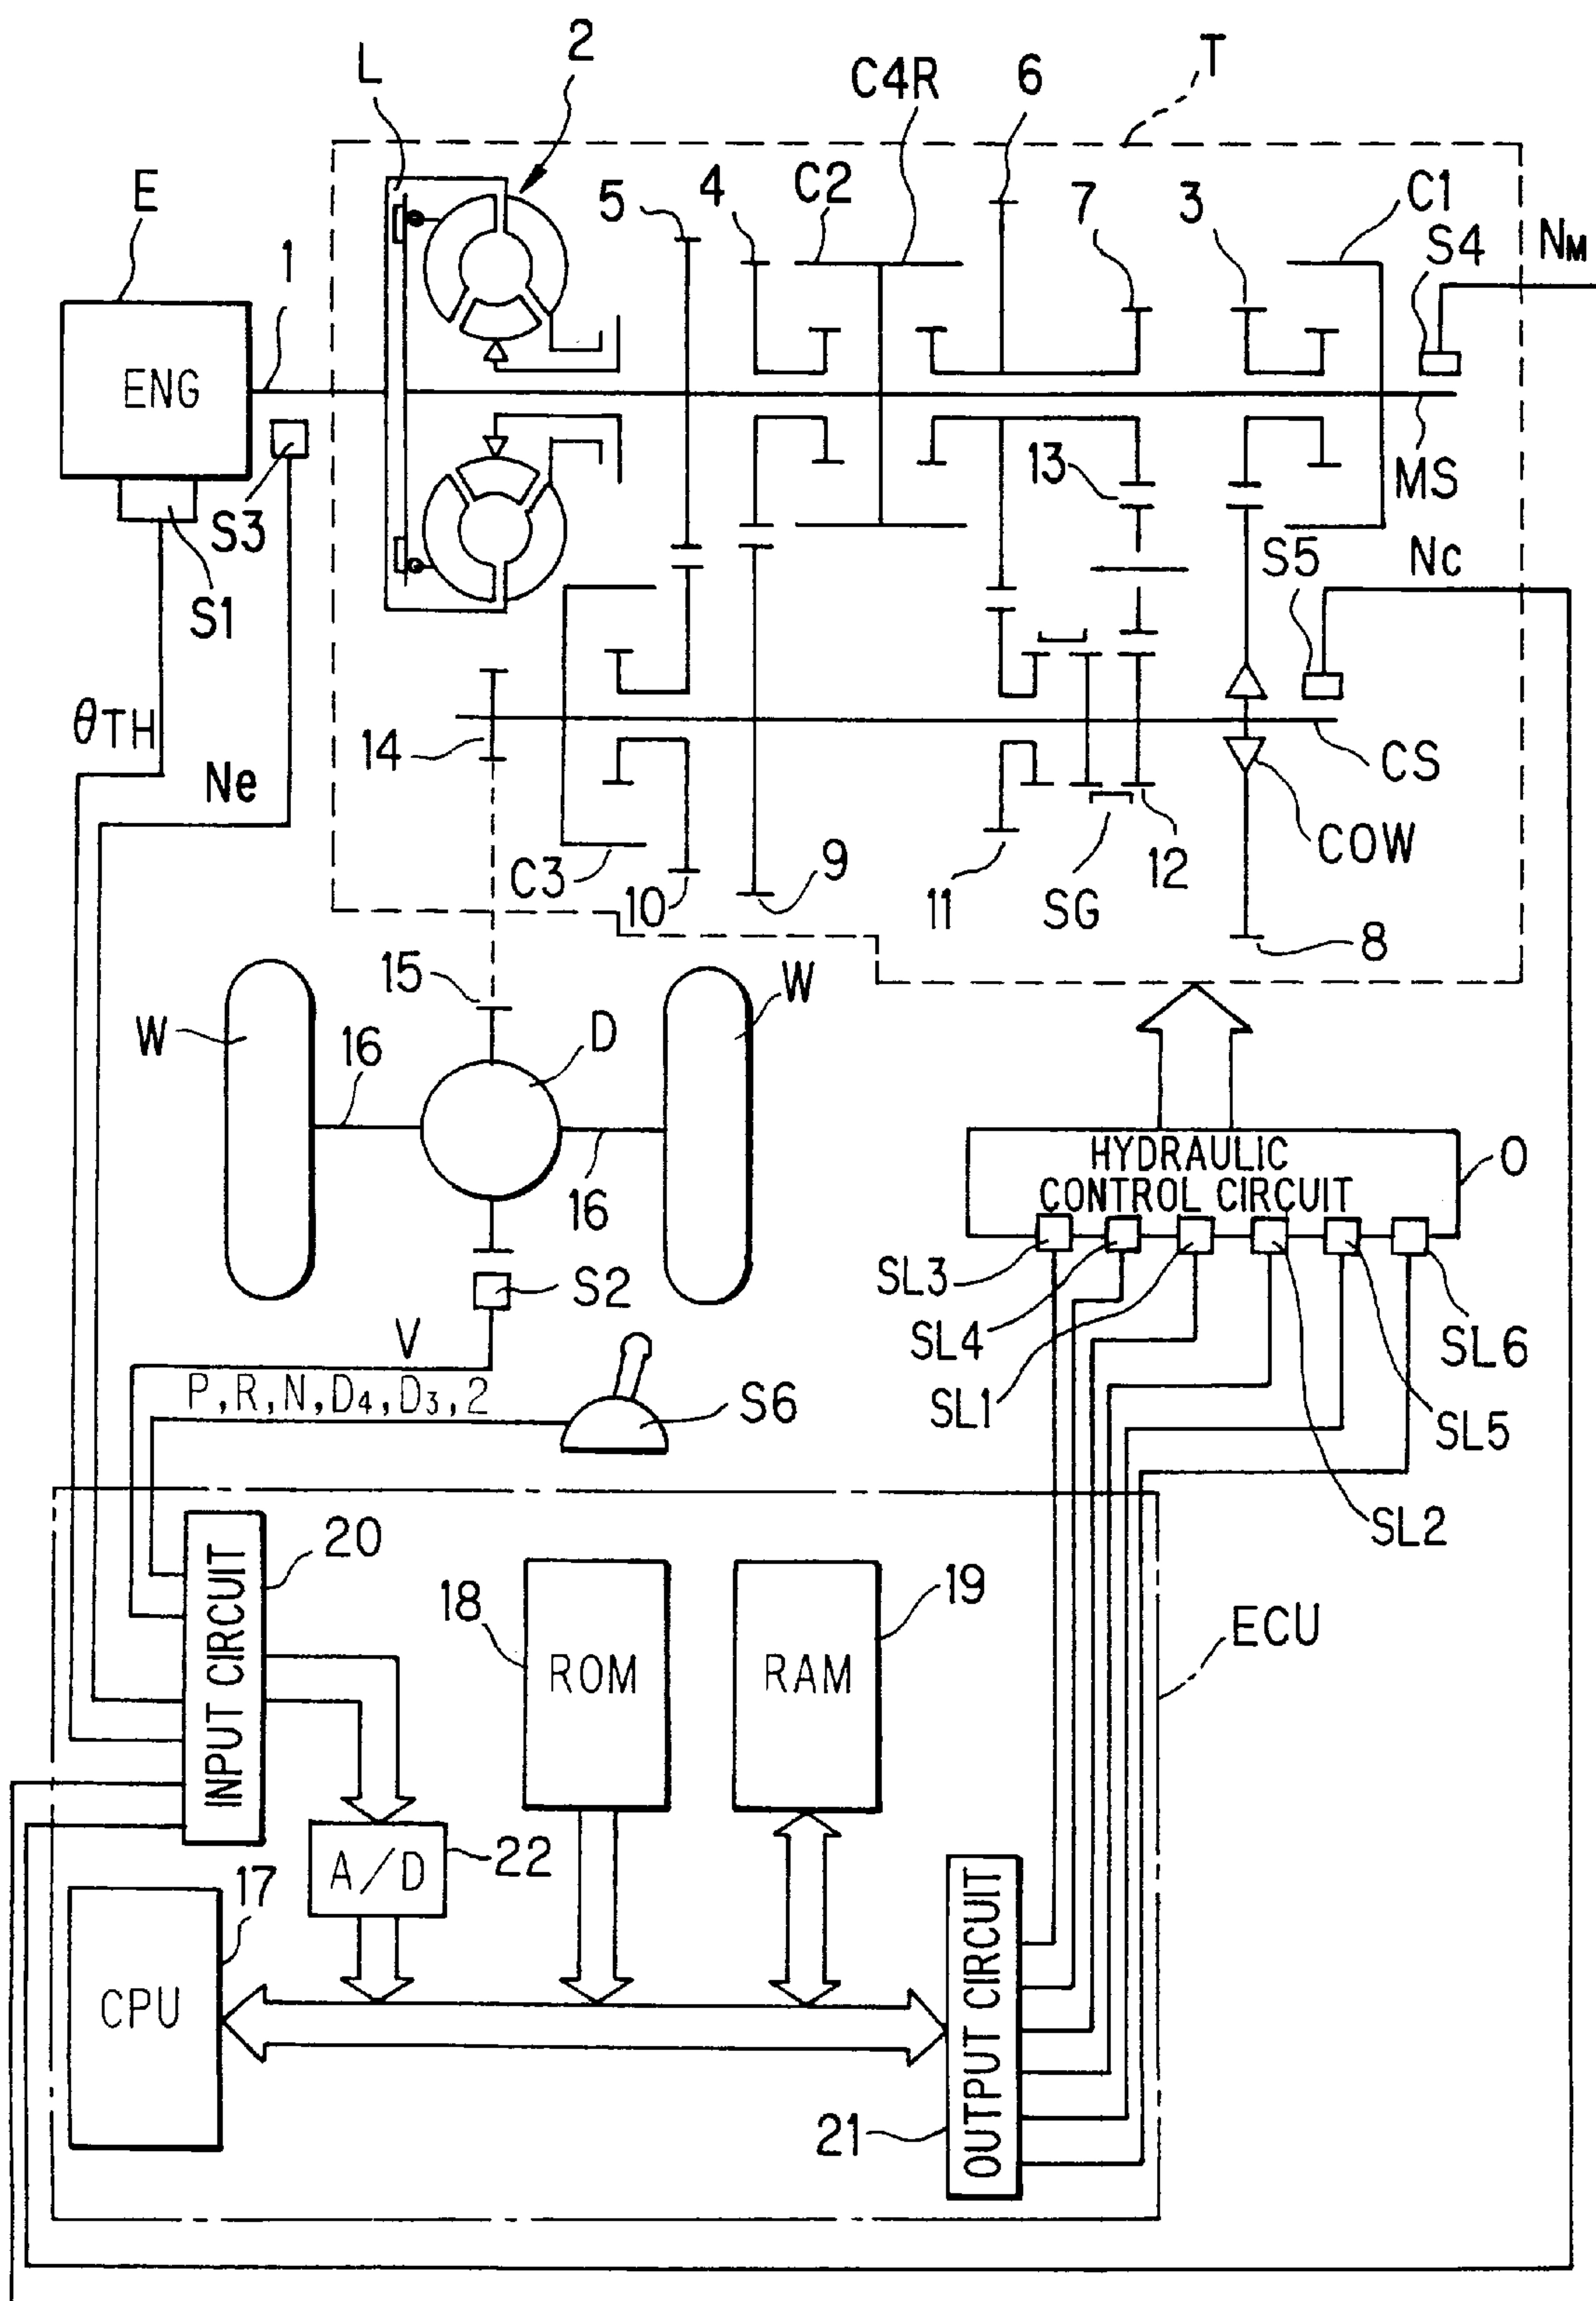 2
L
C4R
6
T
E
5
4
C2
7
3
C1
S4
NM
1
ENG
MS
13
S3
S5
Nc
S1
θTH
14
Ne
CS
COW
C3
10
9
11
SG
12
8
15
W
W
D
16
16
HYDRAULIC
CONTROL CIRCUIT
O
S2
SL3
SL4
SL1
SL6
V
P,R,N,D4,D3,2
S6
SL5
SL2
20
18
19
ECU
INPUT CIRCUIT
ROM
RAM
22
A/D
17
CPU
OUTPUT CIRCUIT
21